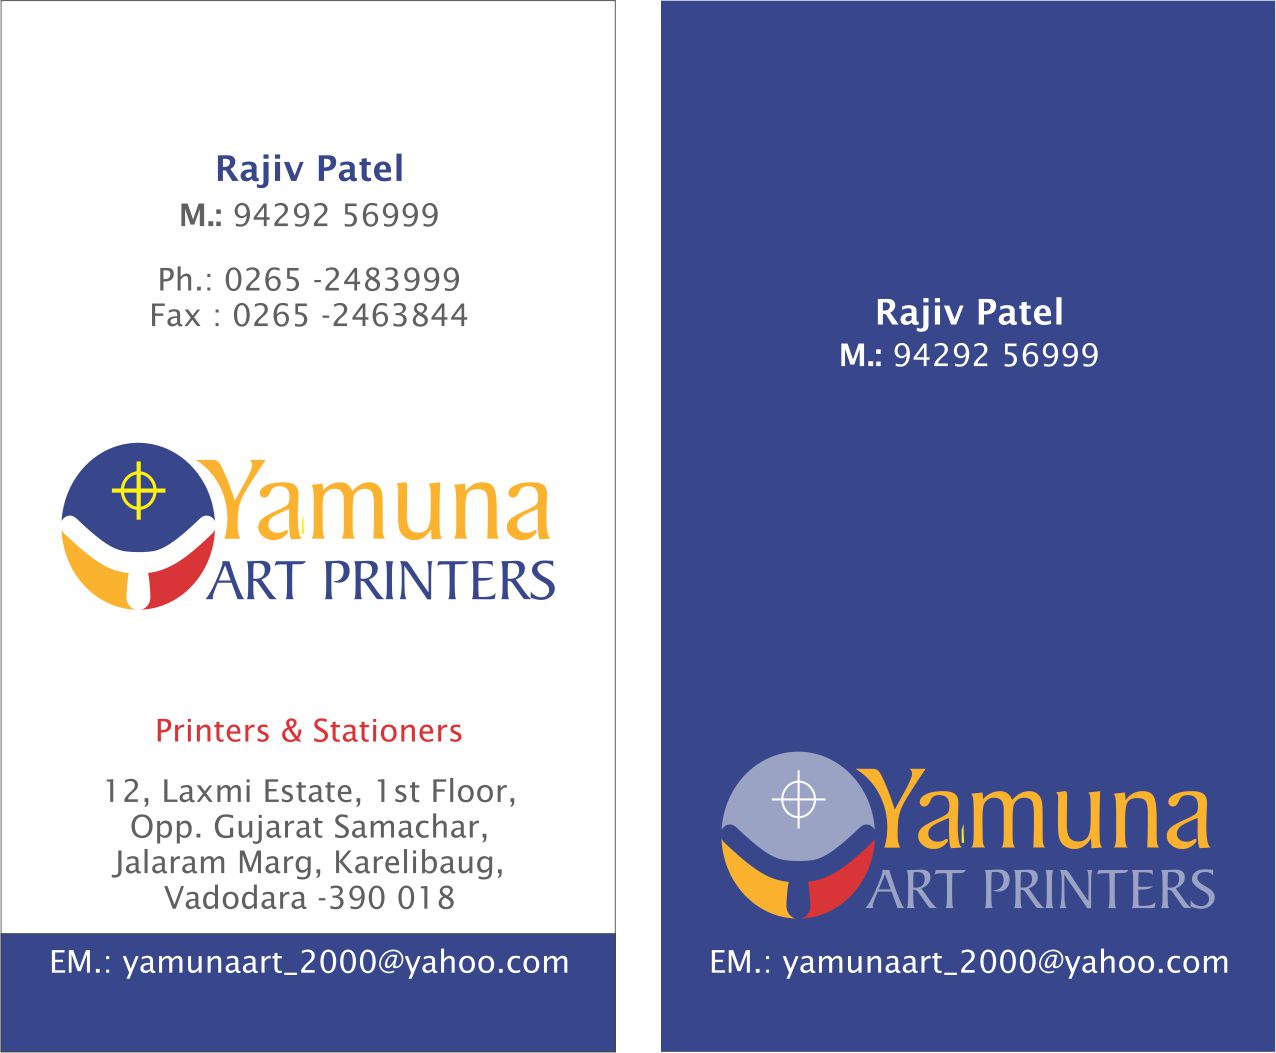 Rajiv Patel
M.: 94292 56999
Ph.: 0265 -2483999
Fax : 0265 -2463844
Yamuna
ART PRINTERS
Printers & Stationers
12, Laxmi Estate, 1st Floor,
Opp. Gujarat Samachar,
Jalaram Marg, Karelibaug,
Vadodara -390 018
EM.: yamunaart_2000@yahoo.com
Rajiv Patel
M.: 94292 56999
Yamuna
ART PRINTERS
EM.: yamunaart_2000@yahoo.com